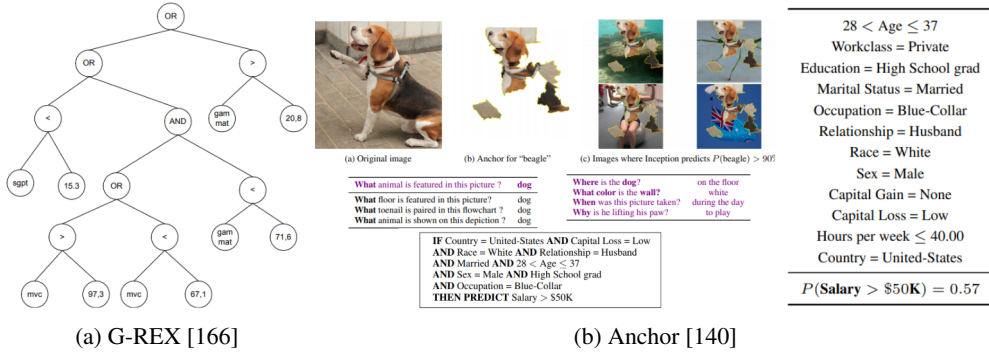 OR
OR
>
<
AND
gam
mat
20,8
sgpt
15.3
OR
<
>
<
gam
mat
71,6
mvc
97,3
mvc
67,1
(a) G-REX [166]
(a) Original image
(b) Anchor for “beagle”
(c) Images where Inception predicts P(beagle) > 90%
What animal is featured in this picture ? dog
What floor is featured in this picture? dog
What toenail is paired in this flowchart ? dog
What animal is shown on this depiction ? dog
Where is the dog? on the floor
What color is the wall? white
When was this picture taken? during the day
Why is he lifting his paw? to play
IF Country = United-States AND Capital Loss = Low
AND Race = White AND Relationship = Husband
AND Married AND 28 < Age ≤ 37
AND Sex = Male AND High School grad
AND Occupation = Blue-Collar
THEN PREDICT Salary > $50K
(b) Anchor [140]
28 < Age ≤ 37
Workclass = Private
Education = High School grad
Marital Status = Married
Occupation = Blue-Collar
Relationship = Husband
Race = White
Sex = Male
Capital Gain = None
Capital Loss = Low
Hours per week ≤ 40.00
Country = United-States
P(Salary > $50K) = 0.57